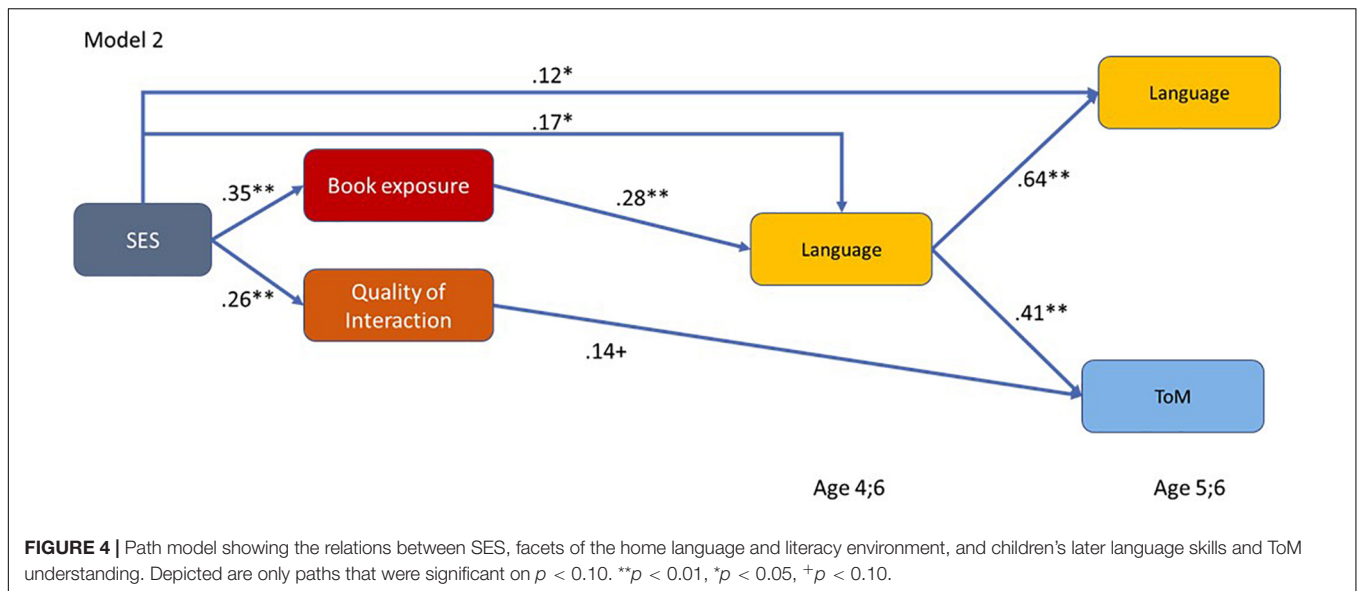 Model 2
.12*
Language
.17*
.35**
Book exposure
.64**
.28**
SES
Language
.26**
Quality of
Interaction
.41**
.14+
ToM
Age 4;6
Age 5;6
FIGURE 4 | Path model showing the relations between SES, facets of the home language and literacy environment, and children’s later language skills and ToM
understanding. Depicted are only paths that were significant on p < 0.10. **p < 0.01, *p < 0.05, +p < 0.10.